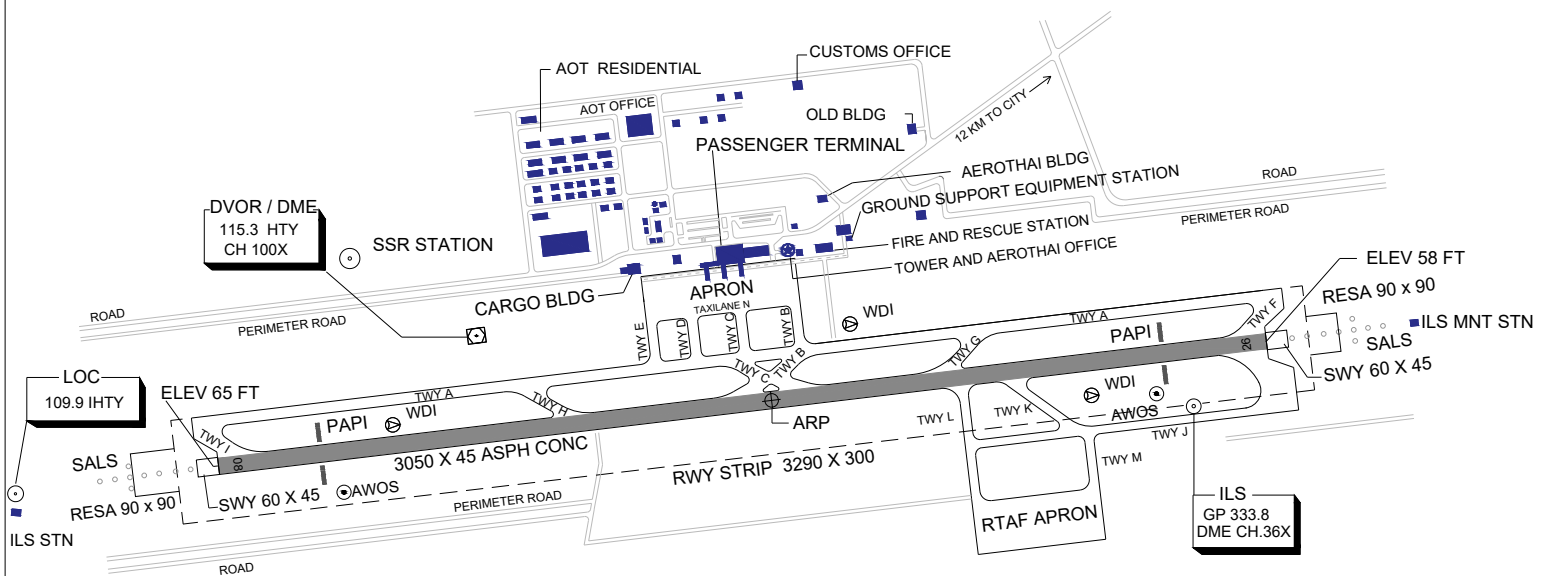 CUSTOMS OFFICE
AOT RESIDENTIAL
AOT OFFICE
OLD BLDG
12 KM TO CITY
PASSENGER TERMINAL
AEROTHAI BLDG
GROUND SUPPORT EQUIPMENT STATION
ROAD
PERIMETER ROAD
DVOR / DME
115.3 HTY
CH 100X
SSR STATION
FIRE AND RESCUE STATION
TOWER AND AEROTHAI OFFICE
ELEV 58 FT
RESA 90 x 90
CARGO BLDG
APRON
TAXILANE N
ROAD
PERIMETER ROAD
TWY E
TWY D
TWY C
TWY B
WDI
TWY A
TWY F
ILS MNT STN
SALS
SWY 60 X 45
PAPI
26
TWY G
TWY B
TWY C
LOC
109.9 IHTY
ELEV 65 FT
TWY A
TWY H
WDI
PAPI
TWY I
08
3050 X 45 ASPH CONC
ARP
WDI
AWOS
TWY K
TWY L
TWY J
TWY M
SALS
RESA 90 x 90
SWY 60 X 45
AWOS
RWY STRIP 3290 X 300
PERIMETER ROAD
RTAF APRON
ILS
GP 333.8
DME CH.36X
ILS STN
ROAD